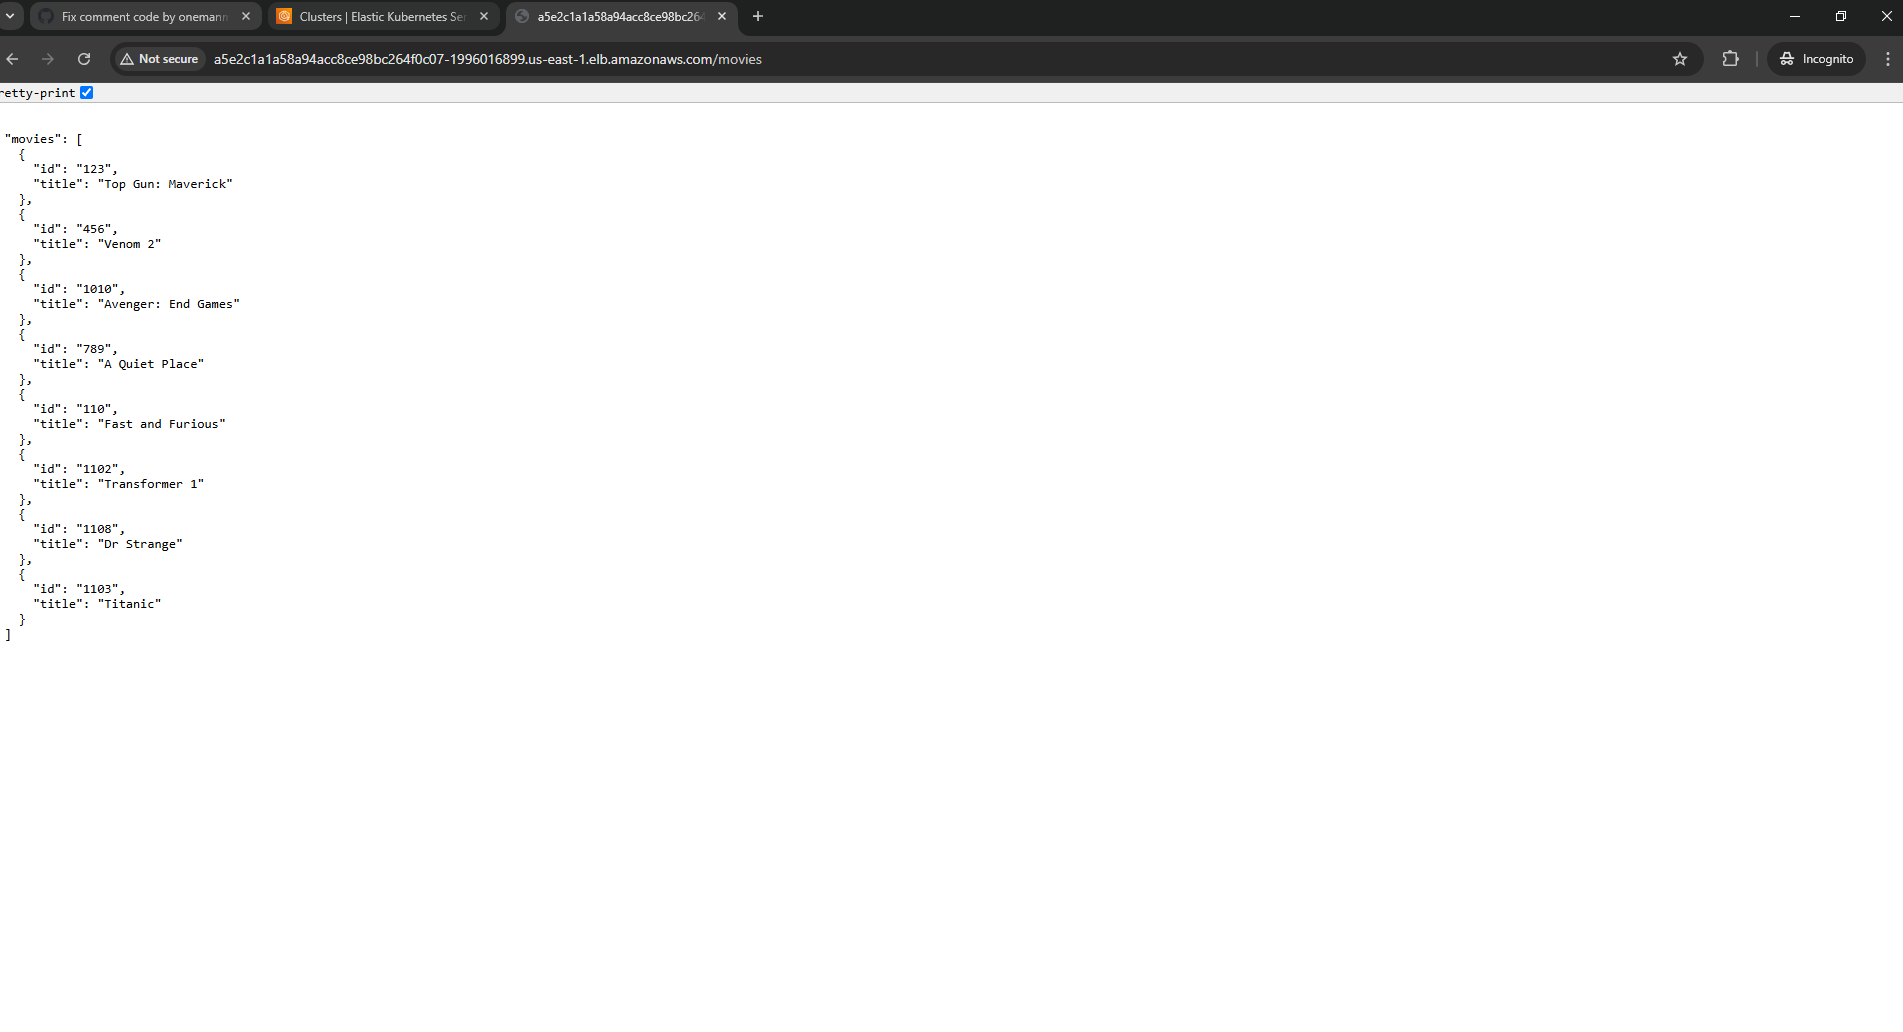 Fix comment code by onemann
Clusters | Elastic Kubernetes Ser
a5e2c1a1a58a94acc8ce98bc264
Not secure
a5e2c1a1a58a94acc8ce98bc264f0c07-1996016899.us-east-1.elb.amazonaws.com/movies
Incognito
retty-print
"movies": [
{
"id": "123",
"title": "Top Gun: Maverick"
},
{
"id": "456",
"title": "Venom 2"
},
{
"id": "1010",
"title": "Avenger: End Games"
},
{
"id": "789",
"title": "A Quiet Place"
},
{
"id": "110",
"title": "Fast and Furious"
},
{
"id": "1102",
"title": "Transformer 1"
},
{
"id": "1108",
"title": "Dr Strange"
},
{
"id": "1103",
"title": "Titanic"
}
]